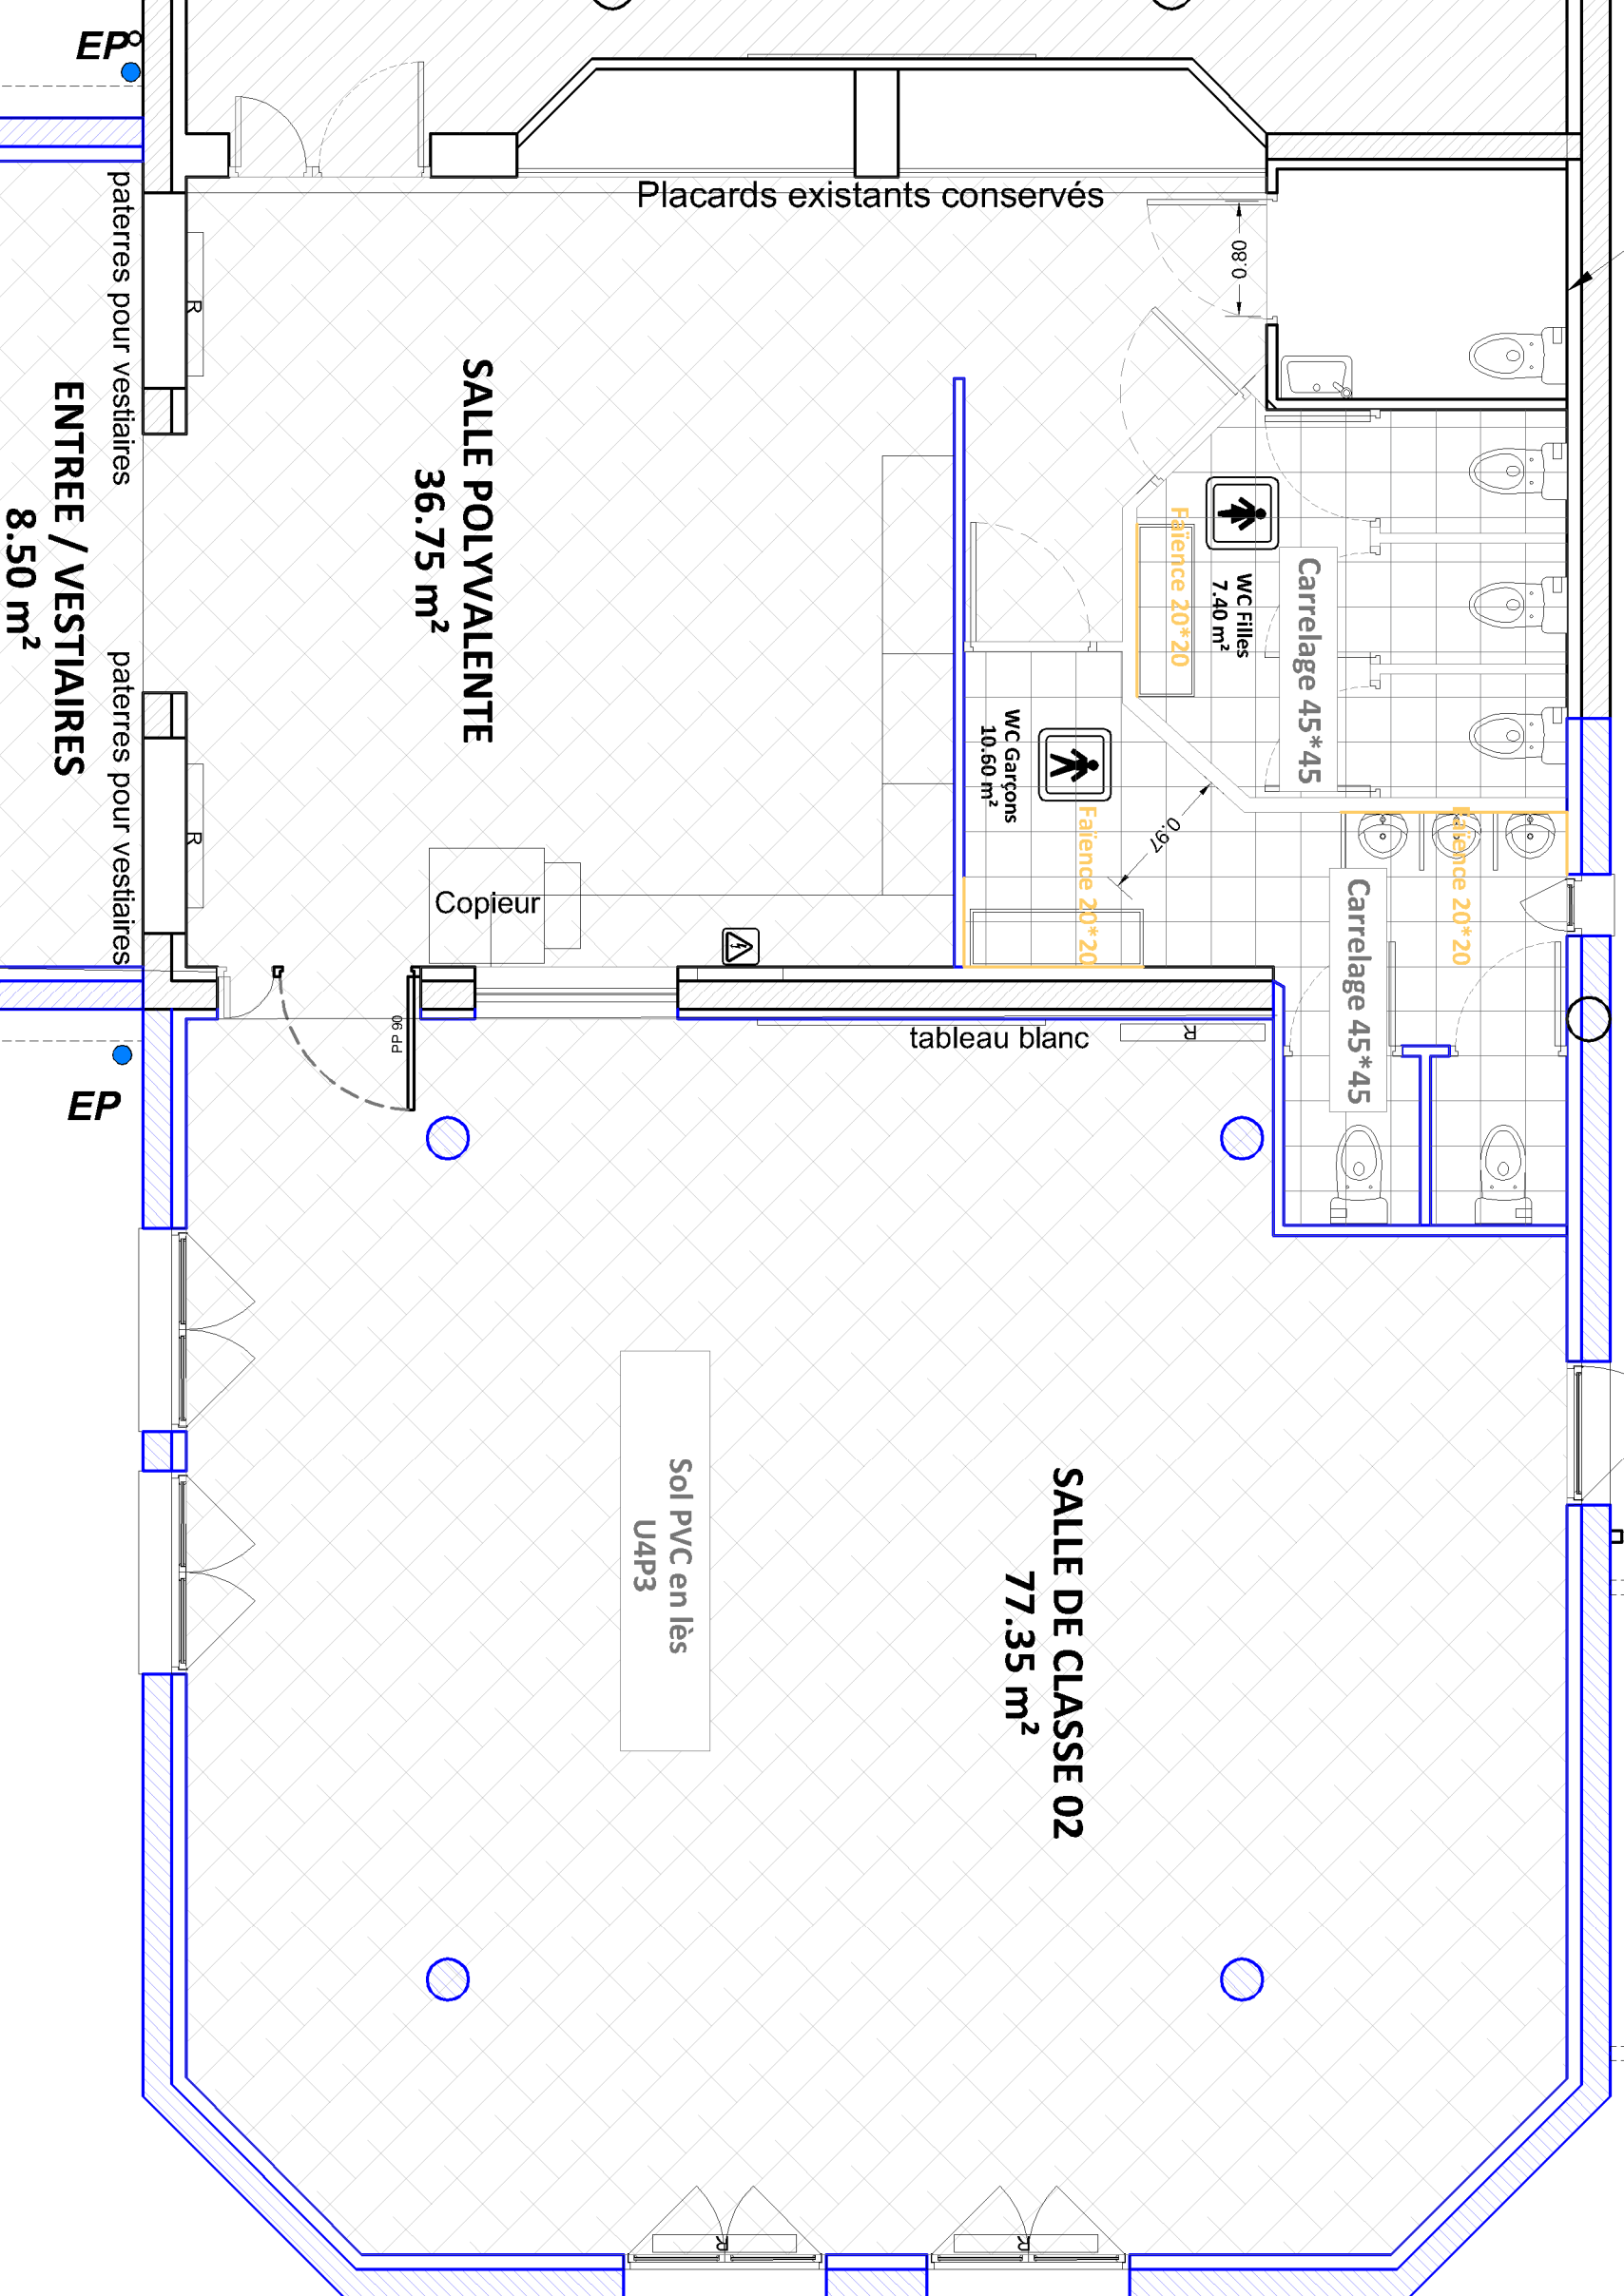 EP
Placards existants conservés
0.80
paterres pour vestiaires
R
SALLE POLYVALENTE
36.75 m²
ENTREE / VESTIAIRES
8.50 m²
Faïence 20*20
WC Filles
7.40 m²
Carrelage 45*45
WC Garçons
10.60 m²
0.97
Faïence 20*20
Faïence 20*20
paterres pour vestiaires
R
Copieur
Carrelage 45*45
PP 90
tableau blanc
R
EP
Sol PVC en lès
U4P3
SALLE DE CLASSE 02
77.35 m²
R
R